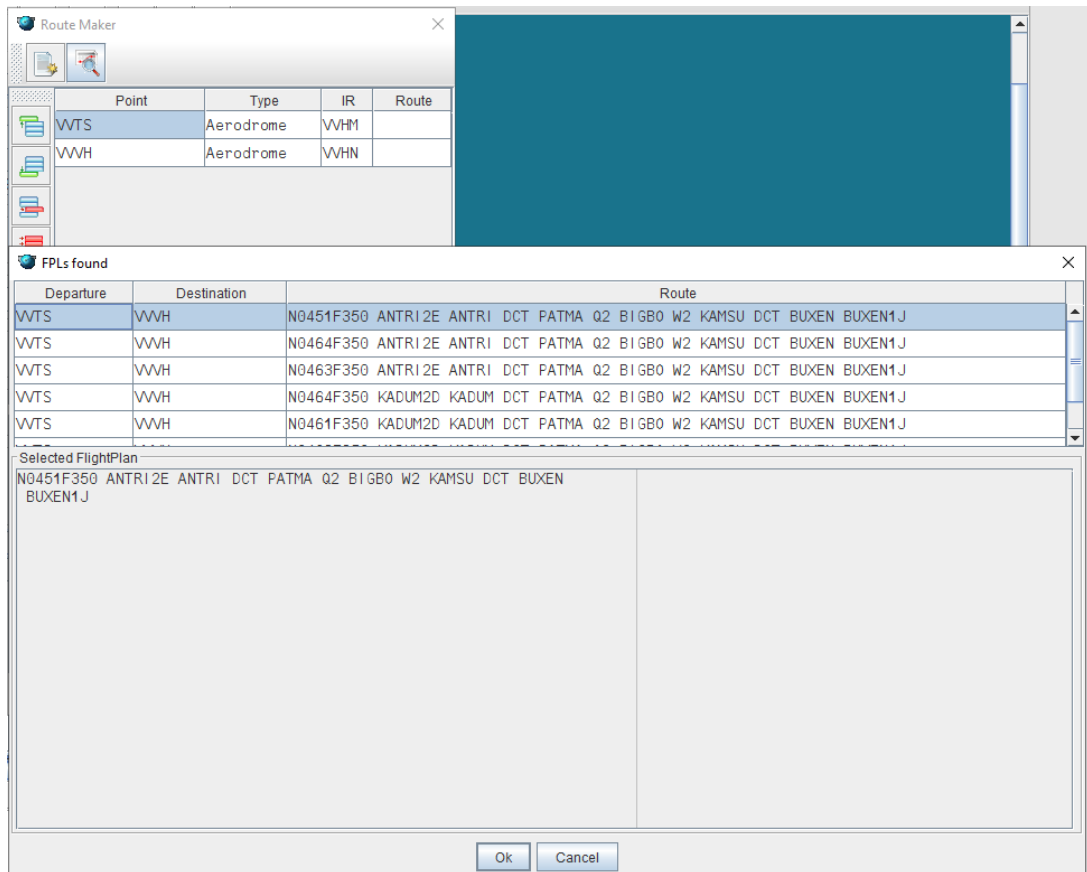 Route Maker
Point Type IR Route
VVTS Aerodrome VVHM
VVVH Aerodrome VVHN
FPLs found
Departure Destination Route
VVTS VVVH N0451F350 ANTRI2E ANTRI DCT PATMA Q2 BIGBO W2 KAMSU DCT BUXEN BUXEN1J
VVTS VVVH N0464F350 ANTRI2E ANTRI DCT PATMA Q2 BIGBO W2 KAMSU DCT BUXEN BUXEN1J
VVTS VVVH N0463F350 ANTRI2E ANTRI DCT PATMA Q2 BIGBO W2 KAMSU DCT BUXEN BUXEN1J
VVTS VVVH N0464F350 KADUM2D KADUM DCT PATMA Q2 BIGBO W2 KAMSU DCT BUXEN BUXEN1J
VVTS VVVH N0461F350 KADUM2D KADUM DCT PATMA Q2 BIGBO W2 KAMSU DCT BUXEN BUXEN1J
Selected FlightPlan
N0451F350 ANTRI2E ANTRI DCT PATMA Q2 BIGBO W2 KAMSU DCT BUXEN
BUXEN1J
Ok Cancel